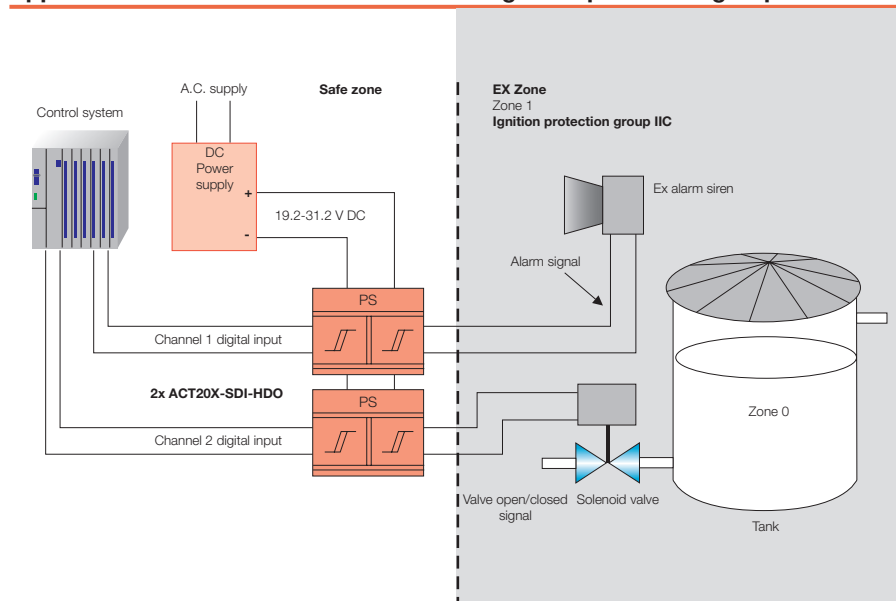 A.C. supply
Safe zone
EX Zone
Zone 1
Ignition protection group IIC
Control system
DC
Power
supply
+
-
19.2-31.2 V DC
Ex alarm siren
Alarm signal
PS
Channel 1 digital input
2x ACT20X-SDI-HDO
PS
Channel 2 digital input
Zone 0
Valve open/closed
signal
Solenoid valve
Tank